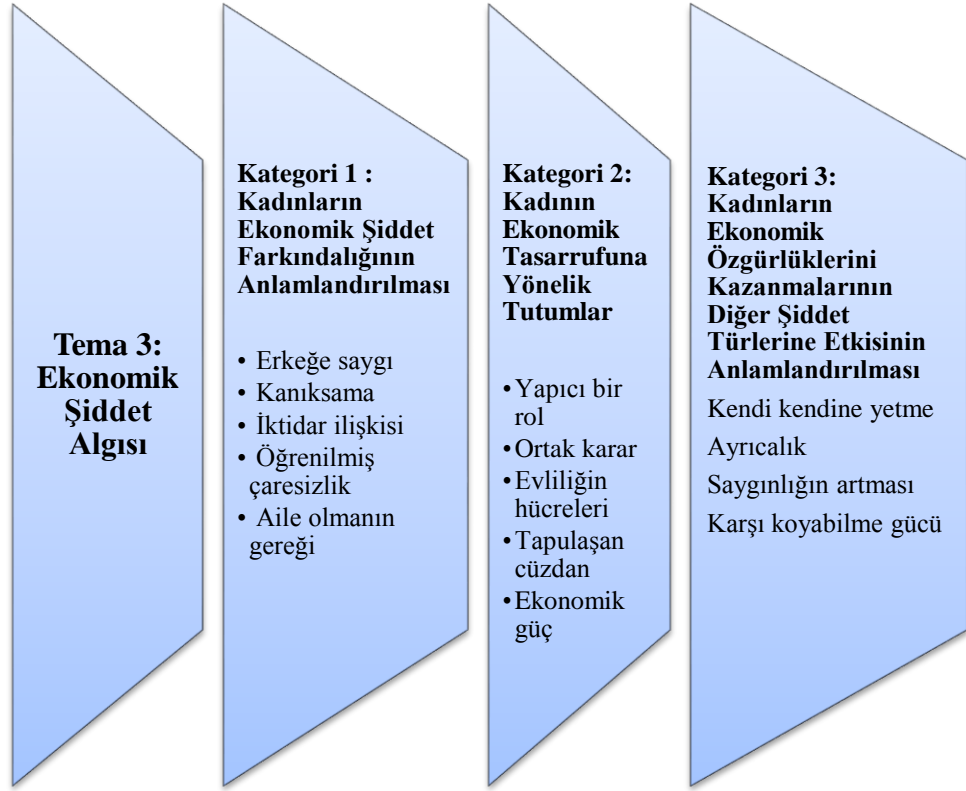 Tema 3:
Ekonomik
Şiddet
Algısı
Kategori 1 :
Kadınların
Ekonomik Şiddet
Farkındalığının
Anlamlandırılması
• Erkeğe saygı
• Kanıksama
• İktidar ilişkisi
• Öğrenilmiş
çaresizlik
• Aile olmanın
gereği
Kategori 2:
Kadının
Ekonomik
Tasarrufuna
Yönelik
Tutumlar
• Yapıcı bir
rol
• Ortak karar
• Evliliğin
hücreleri
• Tapulaşan
cüzdan
• Ekonomik
güç
Kategori 3:
Kadınların
Ekonomik
Özgürlüklerini
Kazanmalarının
Diğer Şiddet
Türlerine Etkisinin
Anlamlandırılması
Kendi kendine yetme
Ayrıcalık
Saygınlığın artması
Karşı koyabilme gücü